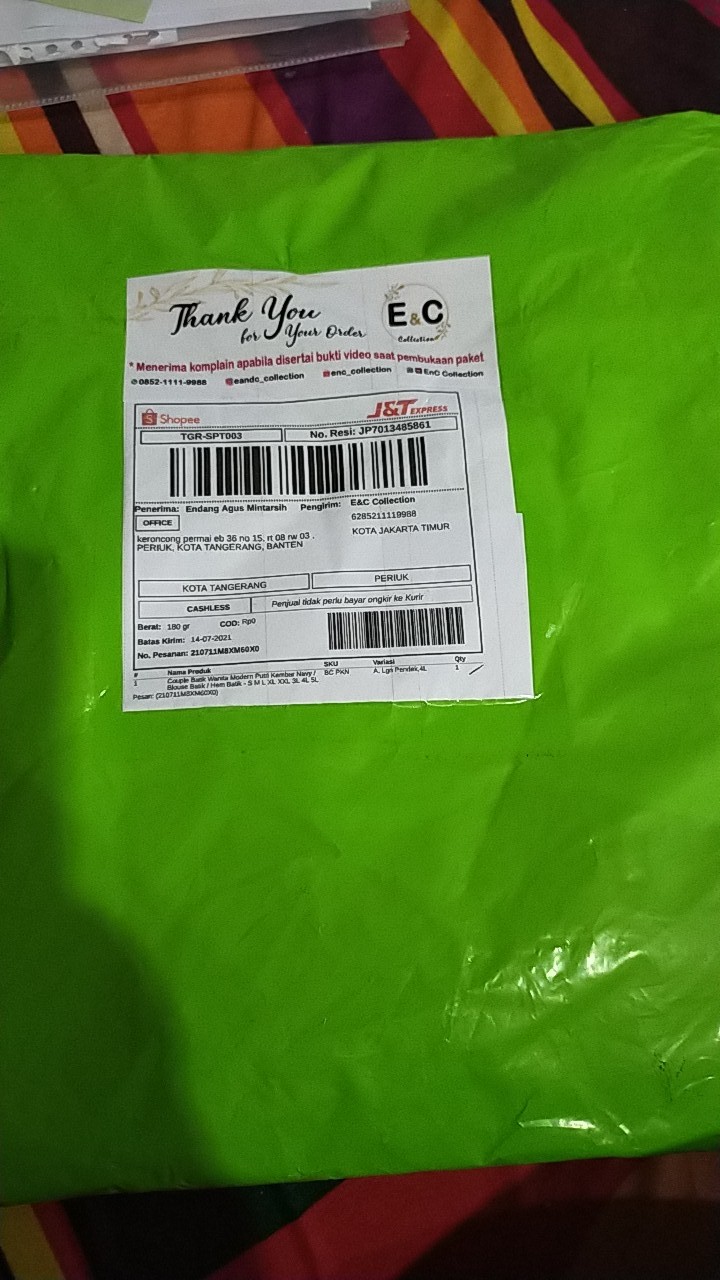 Thank You
for Your Order
E&C
Collection
* Menerima komplain apabila disertai bukti video saat pembukaan paket
0852-1111-9988 eandc_collection enc_collection EnC Collection
Shopee J&T EXPRESS
TGR-SPT003 No. Resi: JP7013485861
Penerima: Endang Agus Mintarsih Pengirim: E&C Collection
OFFICE 6285211119988
keroncong permai eb 36 no 15, rt 08 rw 03 . KOTA JAKARTA TIMUR
PERIUK, KOTA TANGERANG, BANTEN
KOTA TANGERANG PERIUK
CASHLESS Penjual tidak perlu bayar ongkir ke Kurir
Berat: 180 gr COD: Rp0
Batas Kirim: 14-07-2021
No. Pesanan: 210711M8XM60X0
# Nama Produk SKU Variasi Qty
1 Couple Batik Wanita Modern Putri Kembar Navy / BC PKN A. Lgn Pendek,4L 1
Blouse Batik / Hem Batik - S M L XL XXL 3L 4L 5L
Pesan: (210711M8XM60X0)